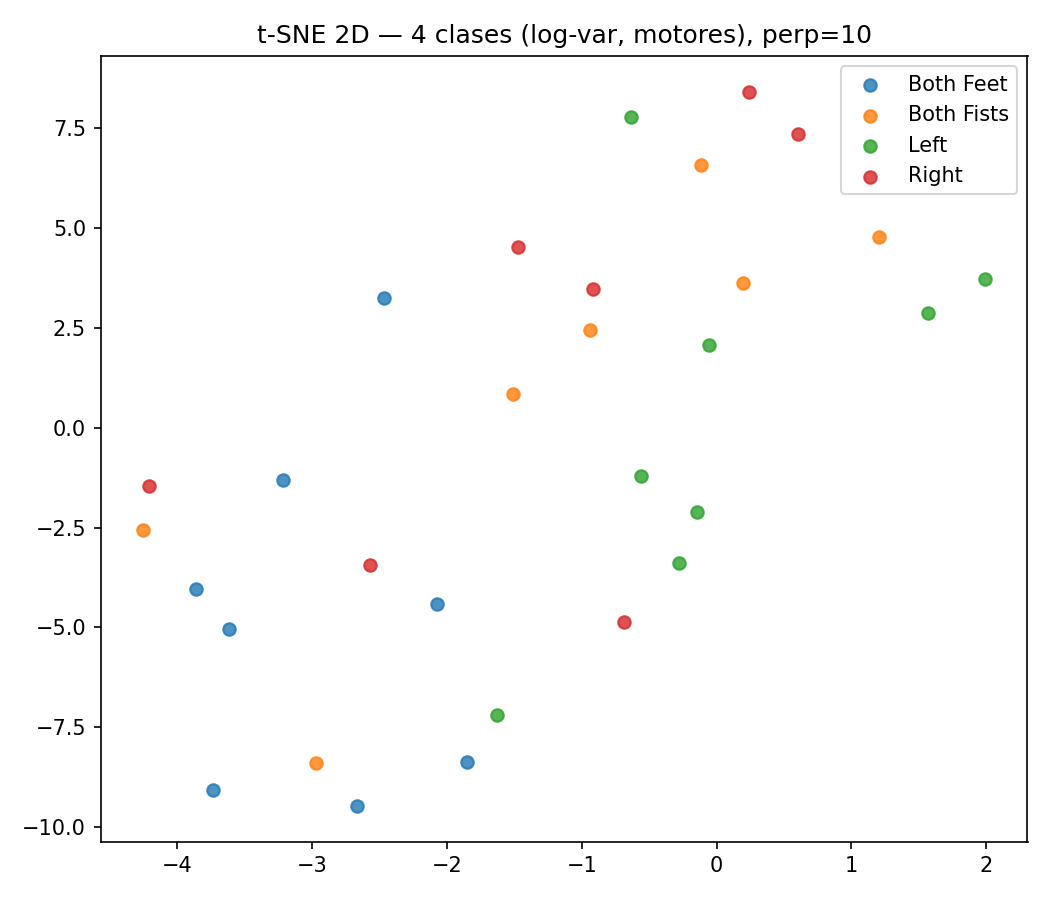 t-SNE 2D — 4 clases (log-var, motores), perp=10
Both Feet
Both Fists
Left
Right
7.5
5.0
2.5
0.0
−2.5
−5.0
−7.5
−10.0
−4 −3 −2 −1 0 1 2